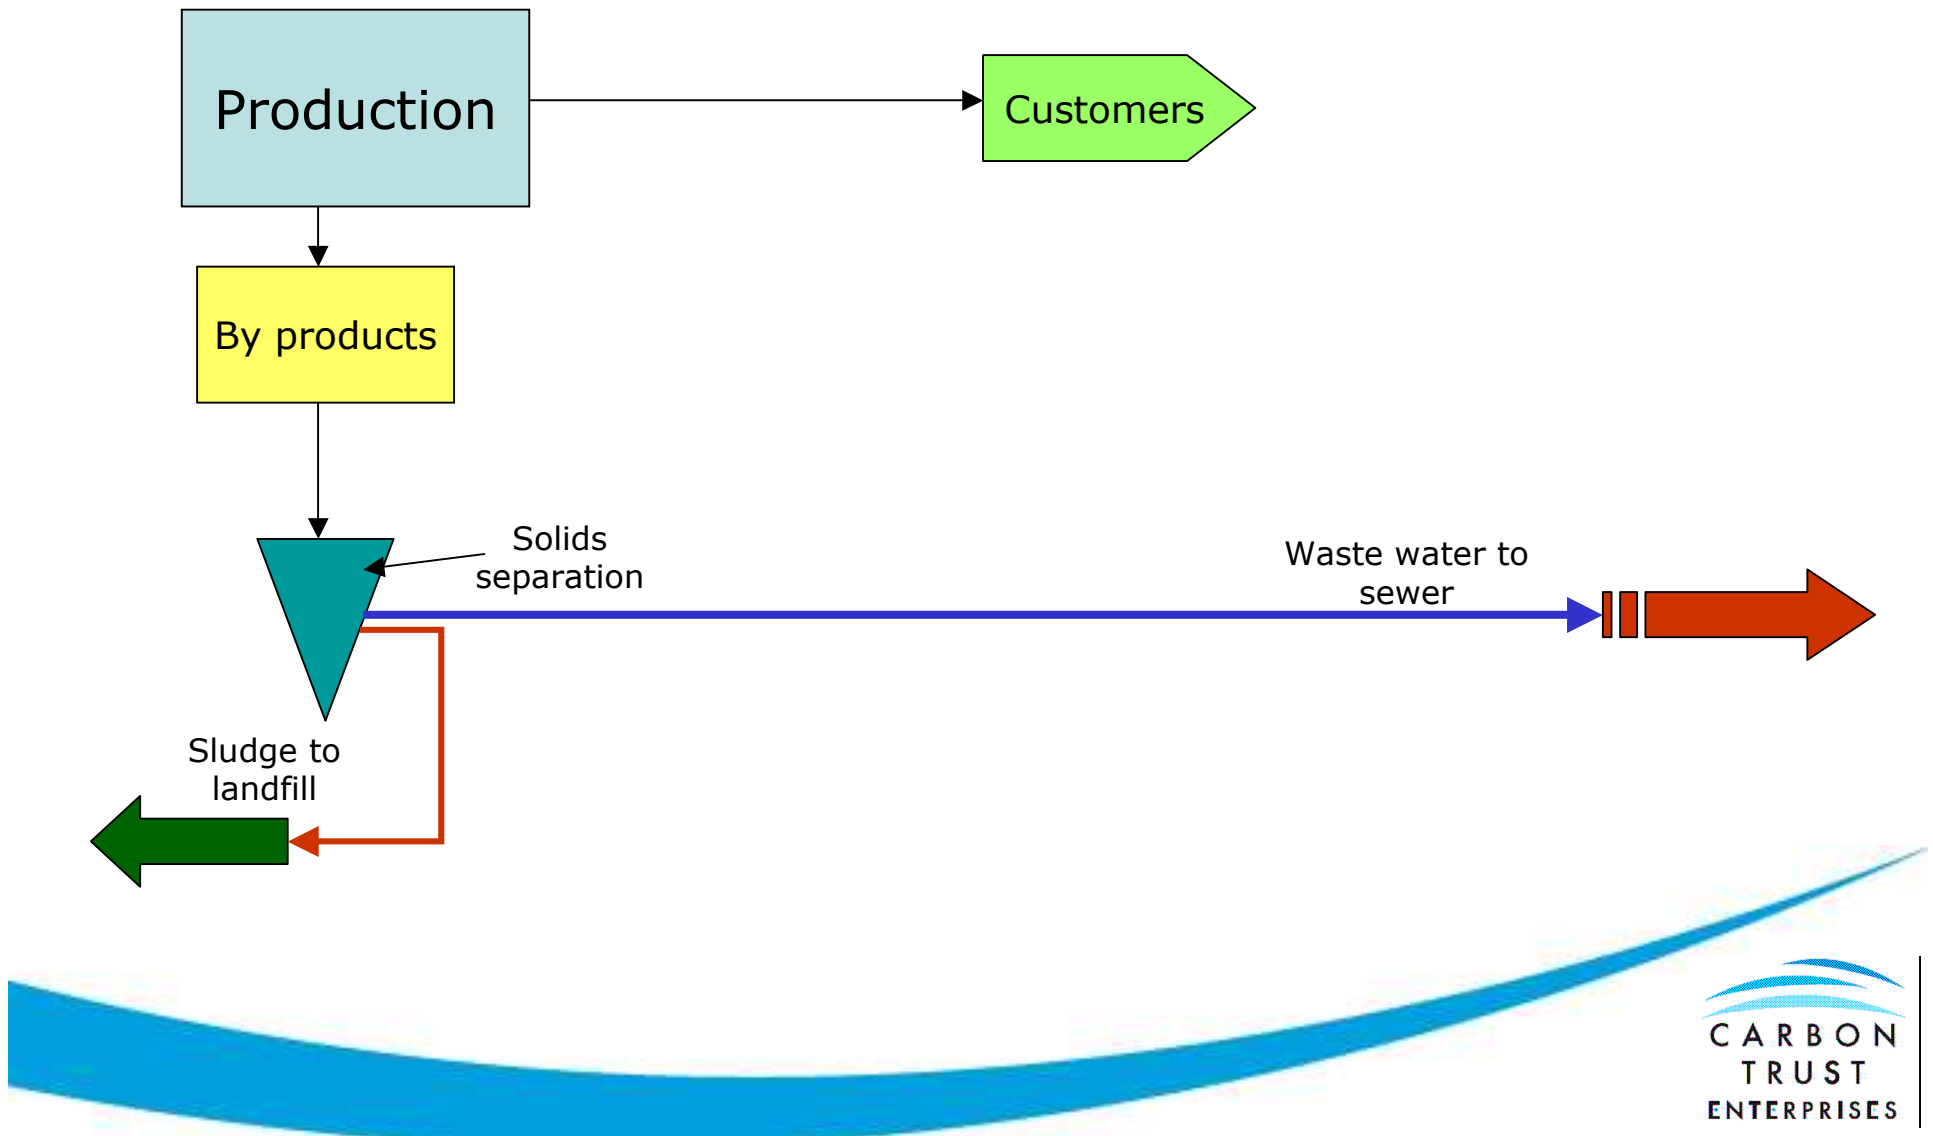 Production
Customers
By products
Solids
separation
Waste water to
sewer
Sludge to
landfill
CARBON
TRUST
ENTERPRISES